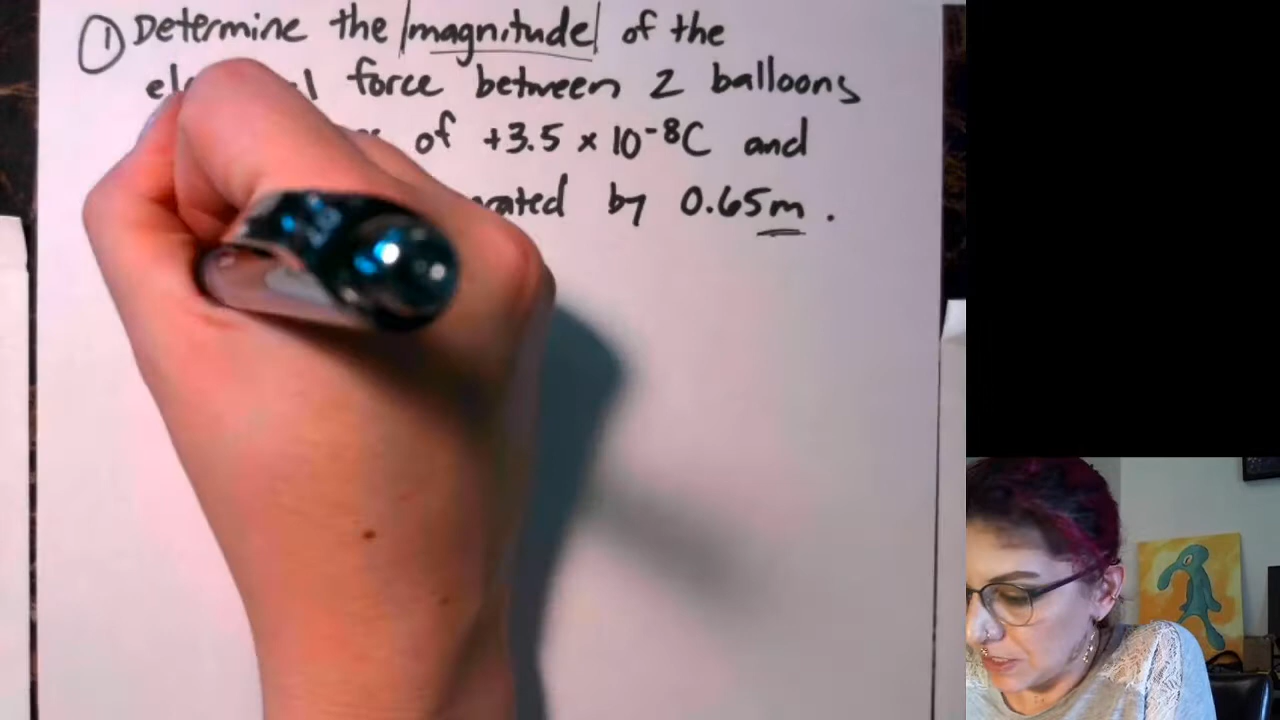 ① Determine the |magnitude| of the
force between 2 balloons
of +3.5 x 10⁻⁸C and
by 0.65m.